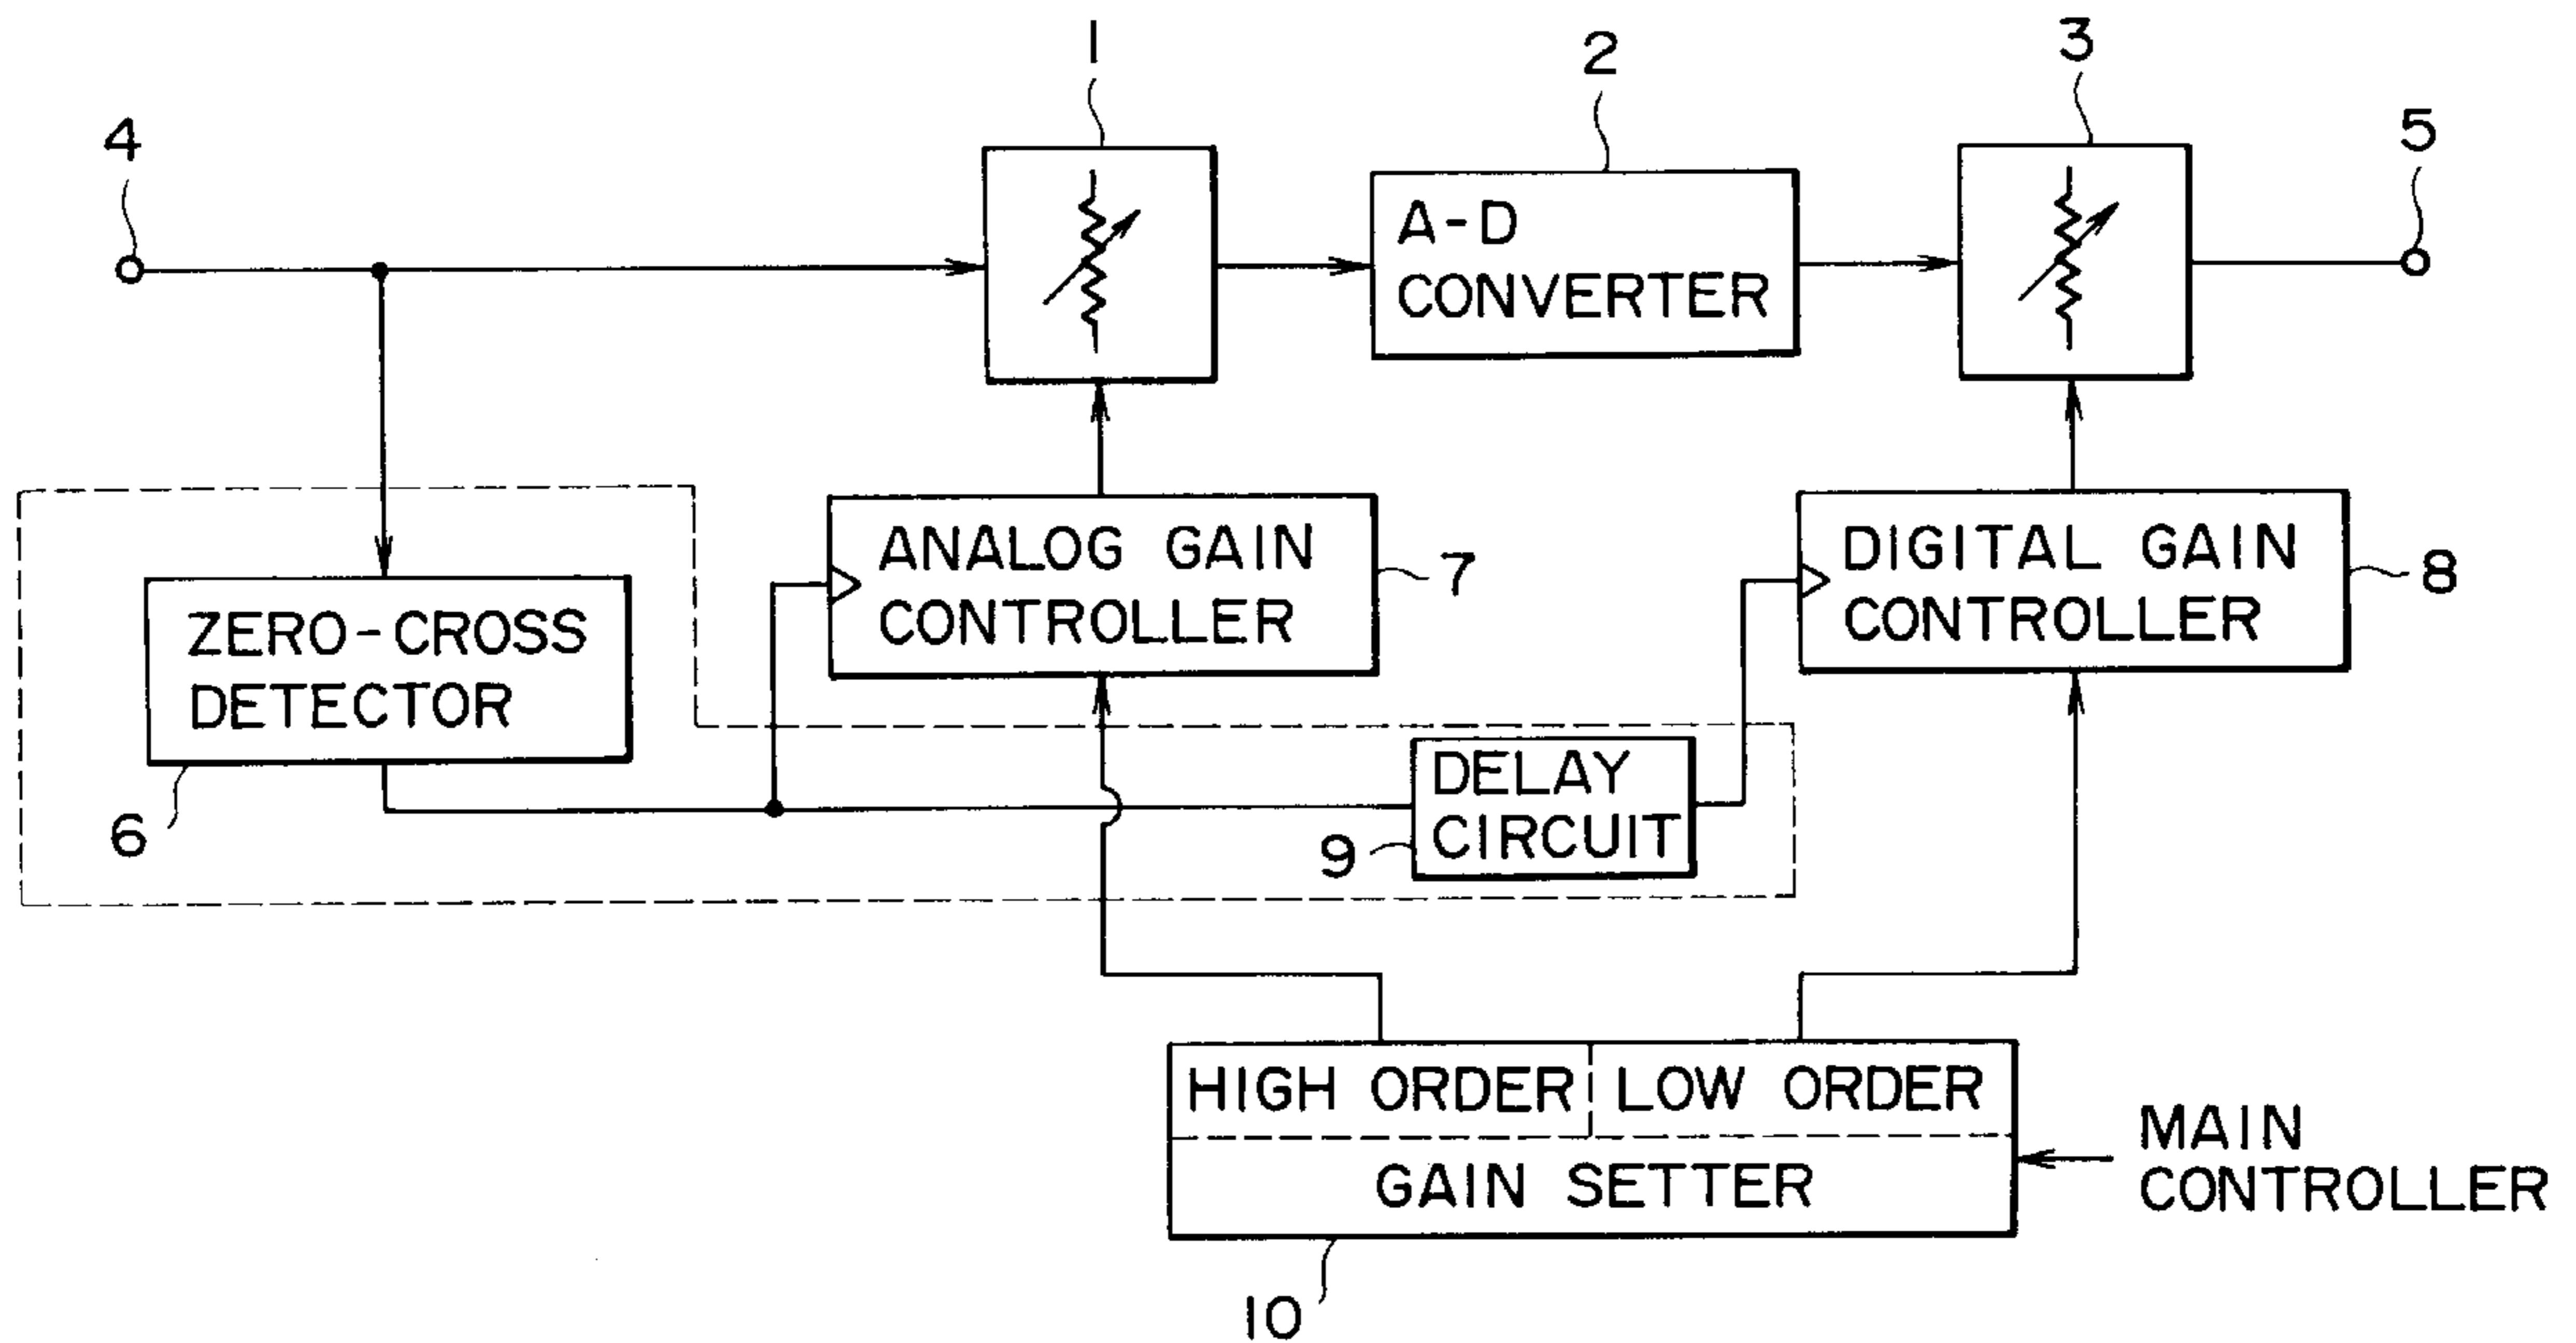 1
2
3
4
5
A-D
CONVERTER
ANALOG GAIN
CONTROLLER
7
DIGITAL GAIN
CONTROLLER
8
ZERO-CROSS
DETECTOR
6
DELAY
CIRCUIT
9
HIGH ORDER
LOW ORDER
GAIN SETTER
MAIN
CONTROLLER
10